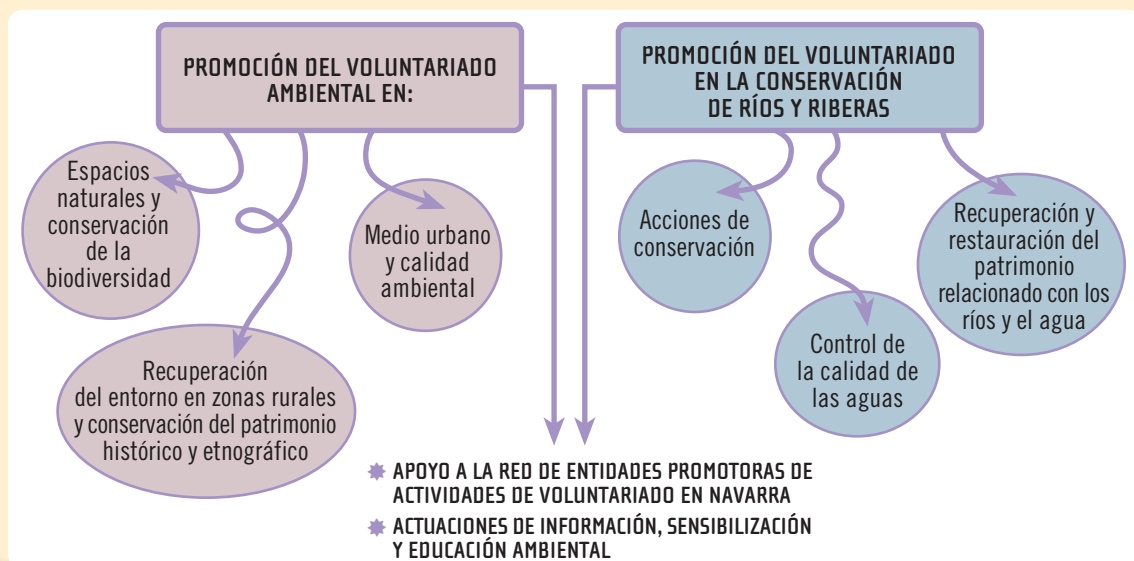 PROMOCIÓN DEL VOLUNTARIADO
AMBIENTAL EN:
Espacios
naturales y
conservación
de la
biodiversidad
Recuperación
del entorno en zonas rurales
y conservación del patrimonio
histórico y etnográfico
Medio urbano
y calidad
ambiental
PROMOCIÓN DEL VOLUNTARIADO
EN LA CONSERVACIÓN
DE RÍOS Y RIBERAS
Acciones de
conservación
Control de
la calidad de
las aguas
Recuperación y
restauración del
patrimonio
relacionado con los
ríos y el agua
APOYO A LA RED DE ENTIDADES PROMOTORAS DE
ACTIVIDADES DE VOLUNTARIADO EN NAVARRA
ACTUACIONES DE INFORMACIÓN, SENSIBILIZACIÓN
Y EDUCACIÓN AMBIENTAL